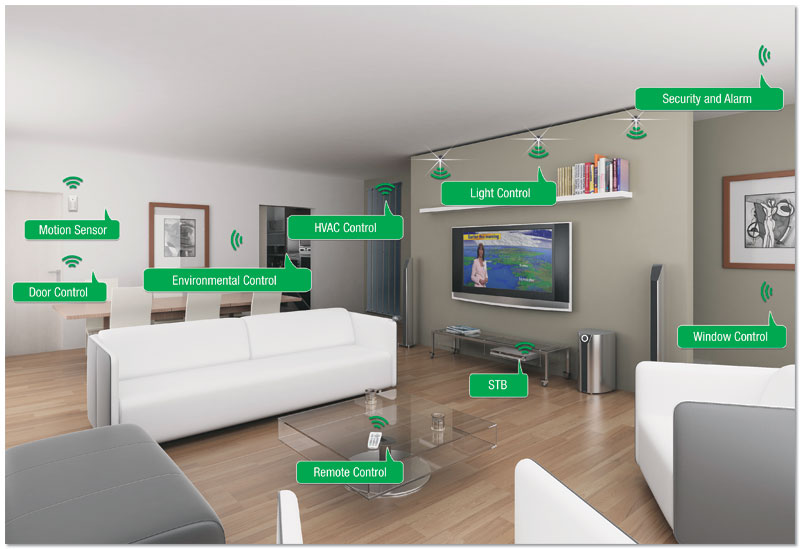 Security and Alarm
Light Control
Motion Sensor
HVAC Control
Environmental Control
Door Control
Window Control
STB
Remote Control